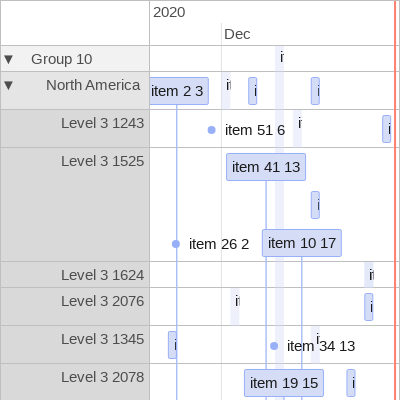 2020
Dec
▼ Group 10
▼ North America item 2 3
Level 3 1243 item 51 6
Level 3 1525 item 41 13
item 26 2 item 10 17
Level 3 1624
Level 3 2076
Level 3 1345 item 34 13
Level 3 2078 item 19 15